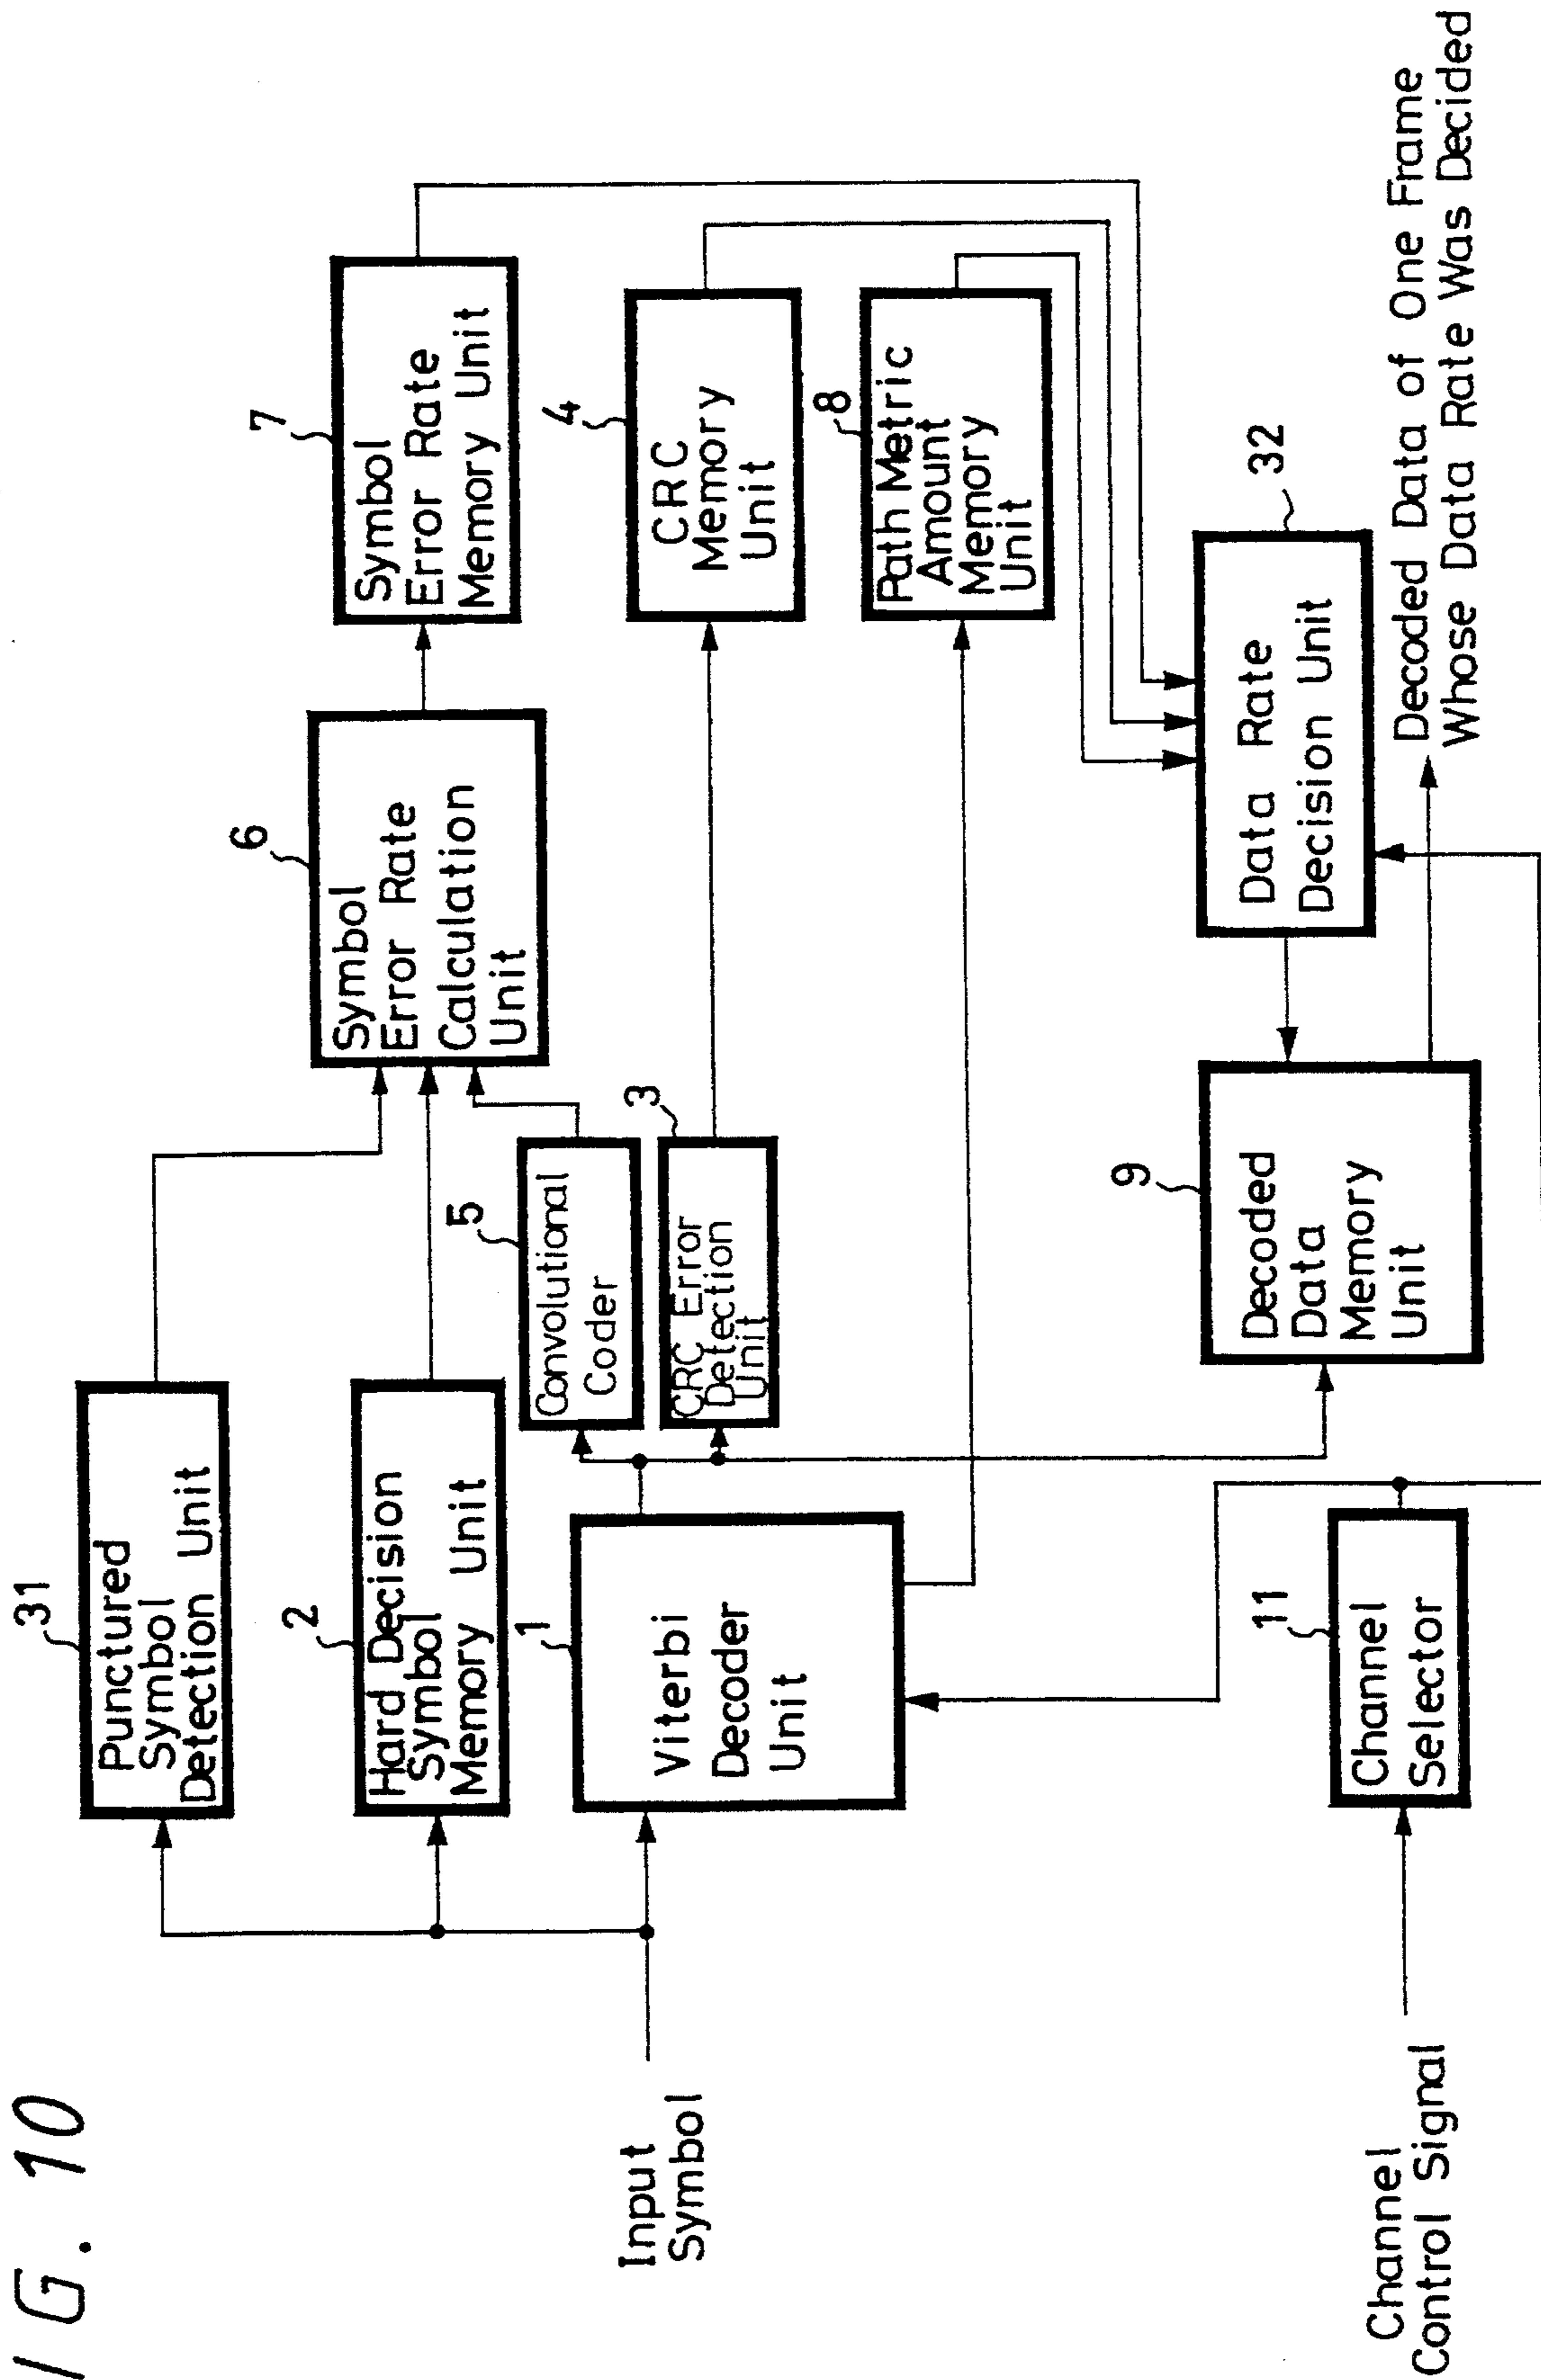 IG. 10
31
Punctured
Symbol
Detection Unit
2
Hard Decision
Symbol
Memory Unit
1
Viterbi
Decoder
Unit
Input
Symbol
5
Convolutional
Coder
3
CRC Error
Detection
Unit
6
Symbol
Error Rate
Calculation
Unit
7
Symbol
Error Rate
Memory Unit
4
CRC
Memory
Unit
8
Path Metric
Amount
Memory
Unit
9
Decoded
Data
Memory
Unit
32
Data Rate
Decision Unit
Decoded Data of One Frame
Whose Data Rate Was Decided
11
Channel
Selector
Channel
Control Signal